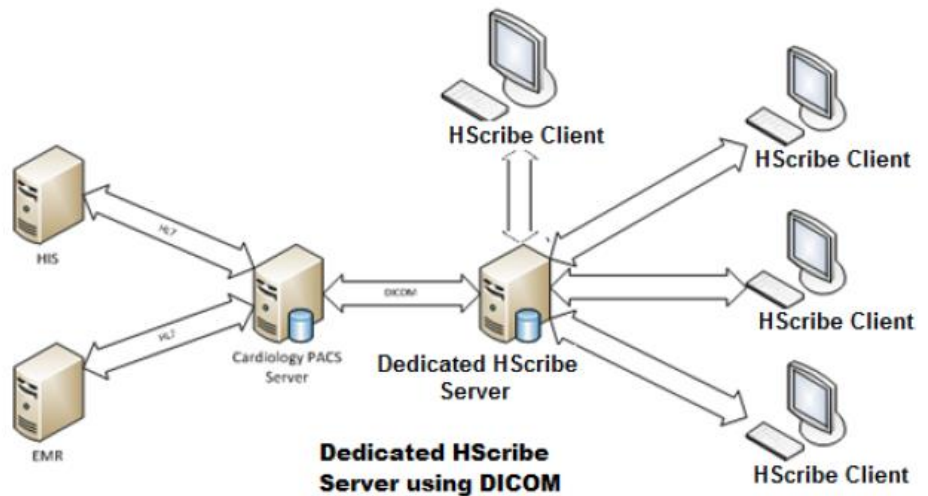 HScribe Client
HScribe Client
HIS
HL7
DICOM
HScribe Client
HL7
Cardiology PACS
Server
Dedicated HScribe
Server
EMR
HScribe Client
Dedicated HScribe
Server using DICOM